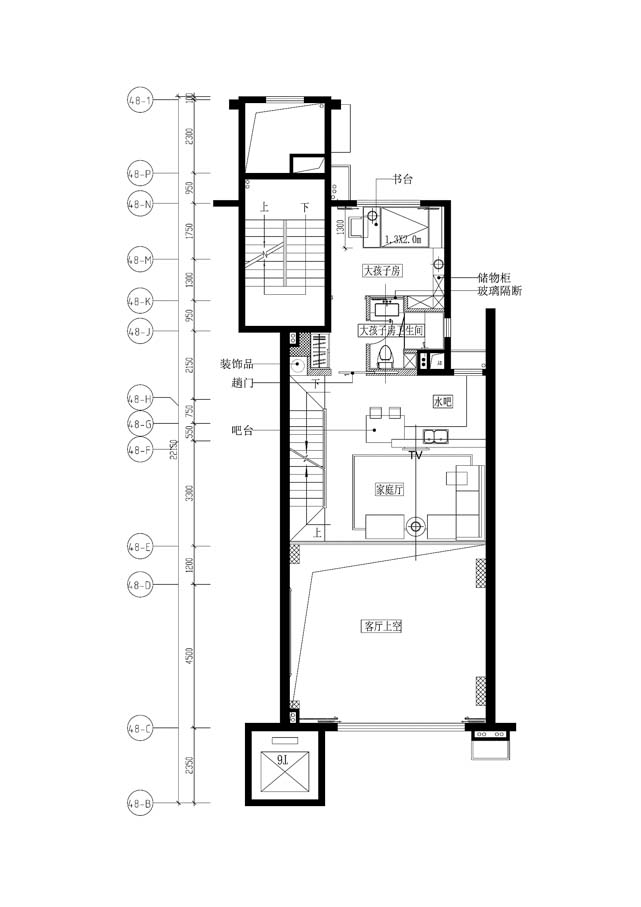 48-1
100
2300
48-P
950
48-N
书台
上
下
1300
1.3X2.0m
1750
48-M
大孩子房
储物柜
1300
玻璃隔断
48-K
950
大孩子房卫生间
48-J
装饰品
2150
趟门
下
48-H
水吧
750
48-G
吧台
550
22150
48-F
TV
家庭厅
3300
上
48-E
1200
48-D
客厅上空
4500
48-C
T6
2350
48-B